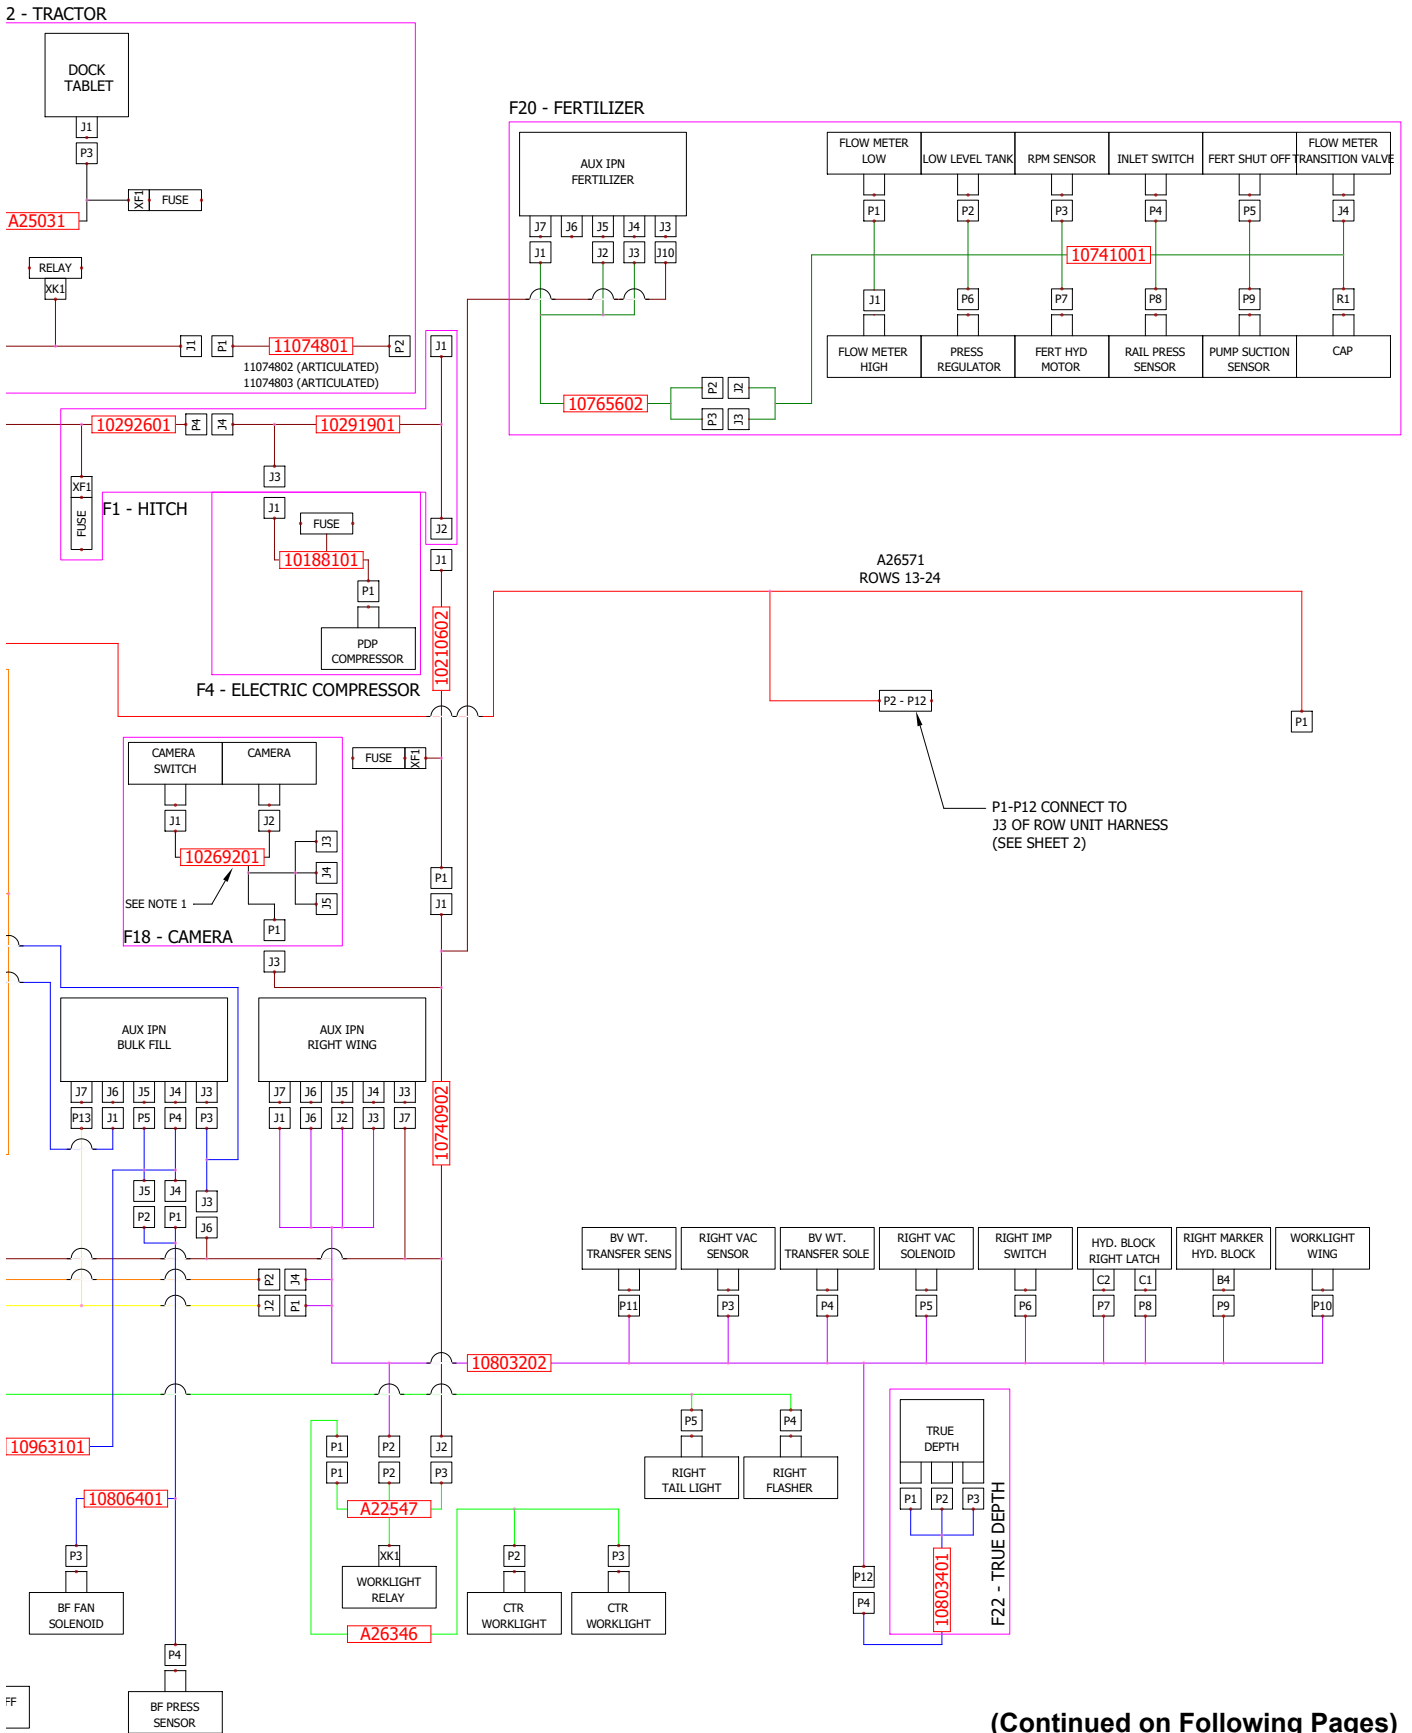 2 - TRACTOR
DOCK
TABLET
J1
P3
XF1
FUSE
A25031
RELAY
XK1
J1
P1
11074801
P2
11074802 (ARTICULATED)
11074803 (ARTICULATED)
J1
10292601
P4
J4
10291901
J3
XF1
FUSE
F1 - HITCH
J1
FUSE
10188101
P1
PDP
COMPRESSOR
F4 - ELECTRIC COMPRESSOR
J2
J1
10210602
F20 - FERTILIZER
AUX IPN
FERTILIZER
J7
J6
J5
J4
J3
J1
J2
J3
J10
FLOW METER
LOW
LOW LEVEL TANK
RPM SENSOR
INLET SWITCH
FERT SHUT OFF
FLOW METER
TRANSITION VALVE
P1
P2
P3
P4
P5
J4
10741001
J1
P6
P7
P8
P9
R1
FLOW METER
HIGH
PRESS
REGULATOR
FERT HYD
MOTOR
RAIL PRESS
SENSOR
PUMP SUCTION
SENSOR
CAP
10765602
P2
J2
P3
J3
A26571
ROWS 13-24
P2 - P12
P1
P1-P12 CONNECT TO
J3 OF ROW UNIT HARNESS
(SEE SHEET 2)
CAMERA
SWITCH
CAMERA
J1
J2
10269201
J3
J4
J5
SEE NOTE 1
P1
F18 - CAMERA
J3
FUSE
XF1
P1
J1
AUX IPN
BULK FILL
J7
J6
J5
J4
J3
P13
J1
P5
P4
P3
J5
J4
J3
P2
P1
J6
AUX IPN
RIGHT WING
J7
J6
J5
J4
J3
J1
J6
J2
J3
J7
10740902
P2
J4
J2
P1
BV WT.
TRANSFER SENS
RIGHT VAC
SENSOR
BV WT.
TRANSFER SOLE
RIGHT VAC
SOLENOID
RIGHT IMP
SWITCH
HYD. BLOCK
RIGHT LATCH
RIGHT MARKER
HYD. BLOCK
WORKLIGHT
WING
C2
C1
B4
P11
P3
P4
P5
P6
P7
P8
P9
P10
10803202
10963101
P1
P2
J2
P1
P2
P3
A22547
XK1
WORKLIGHT
RELAY
A26346
P5
P4
RIGHT
TAIL LIGHT
RIGHT
FLASHER
P2
P3
CTR
WORKLIGHT
CTR
WORKLIGHT
TRUE
DEPTH
P1
P2
P3
10803401
F22 - TRUE DEPTH
P12
P4
10806401
P3
BF FAN
SOLENOID
P4
BF PRESS
SENSOR
FF
(Continued on Following Pages)